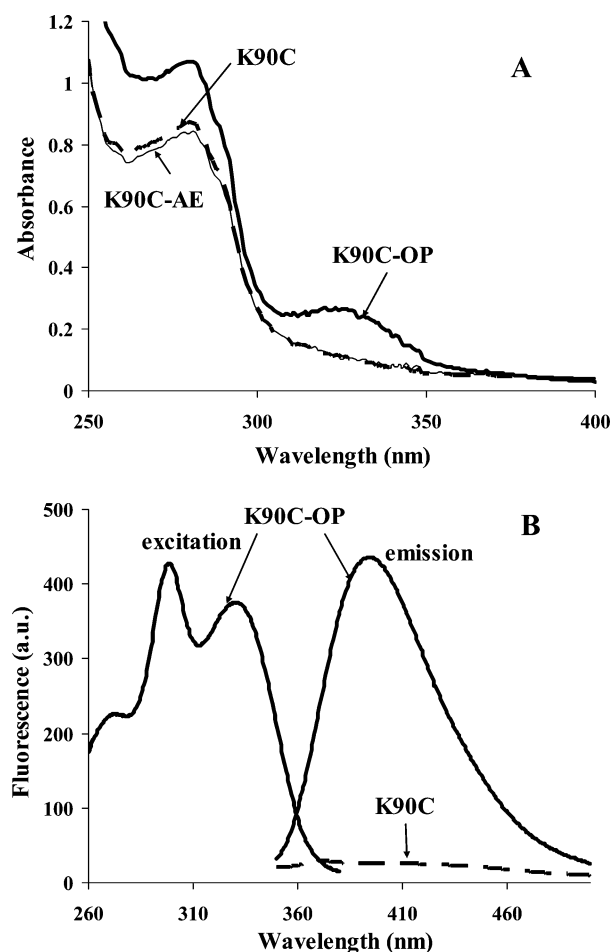 A
K90C
K90C-AE
K90C-OP
Absorbance
1.2
1
0.8
0.6
0.4
0.2
0
250
300
350
400
Wavelength (nm)
B
K90C-OP
excitation
emission
K90C
Fluorescence (a.u.)
500
400
300
200
100
0
260
310
360
410
460
Wavelength (nm)